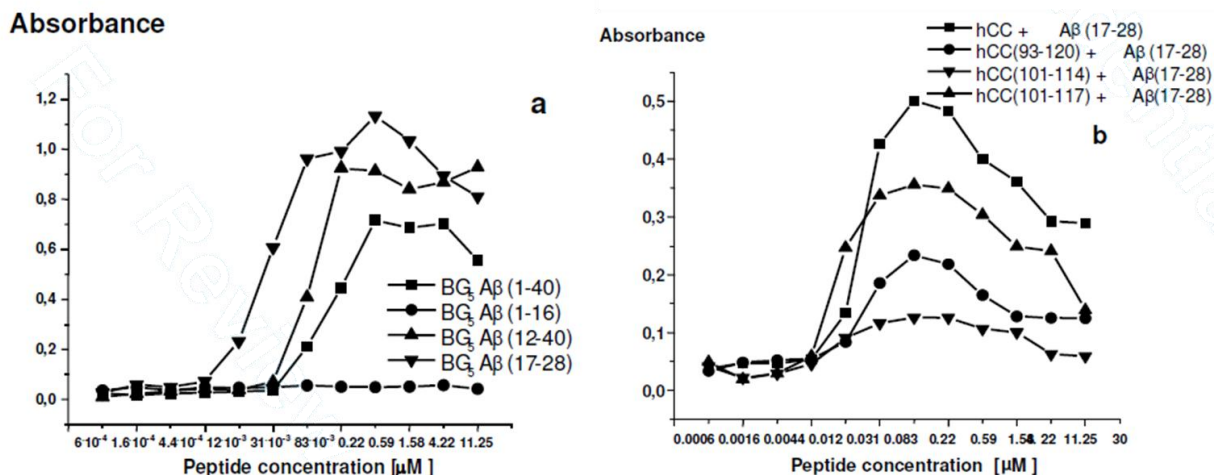 Absorbance
1,2
1,0
0,8
0,6
0,4
0,2
0,0
a
BG5 Aβ (1-40)
BG5 Aβ (1-16)
BG5 Aβ (12-40)
BG5 Aβ (17-28)
6·10-4 1.6·10-4 4.4·10-4 12·10-3 31·10-3 83·10-3 0.22 0.59 1.58 4.22 11.25
Peptide concentration [μM]
For Review
Absorbance
hCC + Aβ (17-28)
hCC(93-120) + Aβ (17-28)
hCC(101-114) + Aβ(17-28)
hCC(101-117) + Aβ(17-28)
b
0,5
0,4
0,3
0,2
0,1
0,0
0.0006 0.0016 0.0044 0.012 0.031 0.083 0.22 0.59 1.54. 22 11.25 30
Peptide concentration [μM]